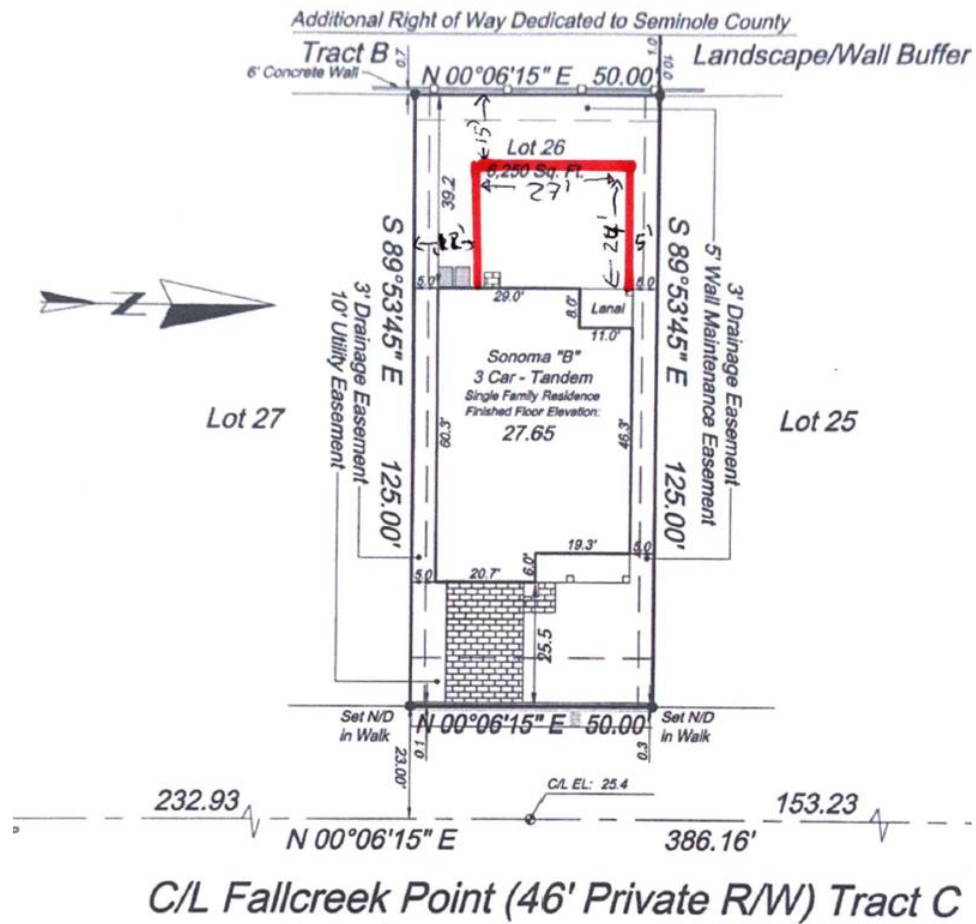 Additional Right of Way Dedicated to Seminole County
Tract B
0.7
1.0
10.0
Landscape/Wall Buffer
6' Concrete Wall
N 00°06'15" E 50.00'
15'
Lot 26
6,250 Sq. Ft.
27'
39.2
24'
12'
5'
S 89°53'45" E 125.00'
S 89°53'45" E 125.00'
3' Drainage Easement
10' Utility Easement
3' Drainage Easement
5' Wall Maintenance Easement
N
5.0'
29.0'
8.0'
Lanai
5.0
11.0'
Sonoma "B"
3 Car - Tandem
Single Family Residence
Finished Floor Elevation:
27.65
60.3'
46.3'
Lot 27
Lot 25
19.3'
5.0
5.0
20.7'
6.0'
25.5
Set N/D
in Walk
N 00°06'15" E 50.00'
Set N/D
in Walk
0.1
0.3
23.00'
C/L EL: 25.4
232.93
153.23
N 00°06'15" E
386.16'
C/L Fallcreek Point (46' Private R/W) Tract C